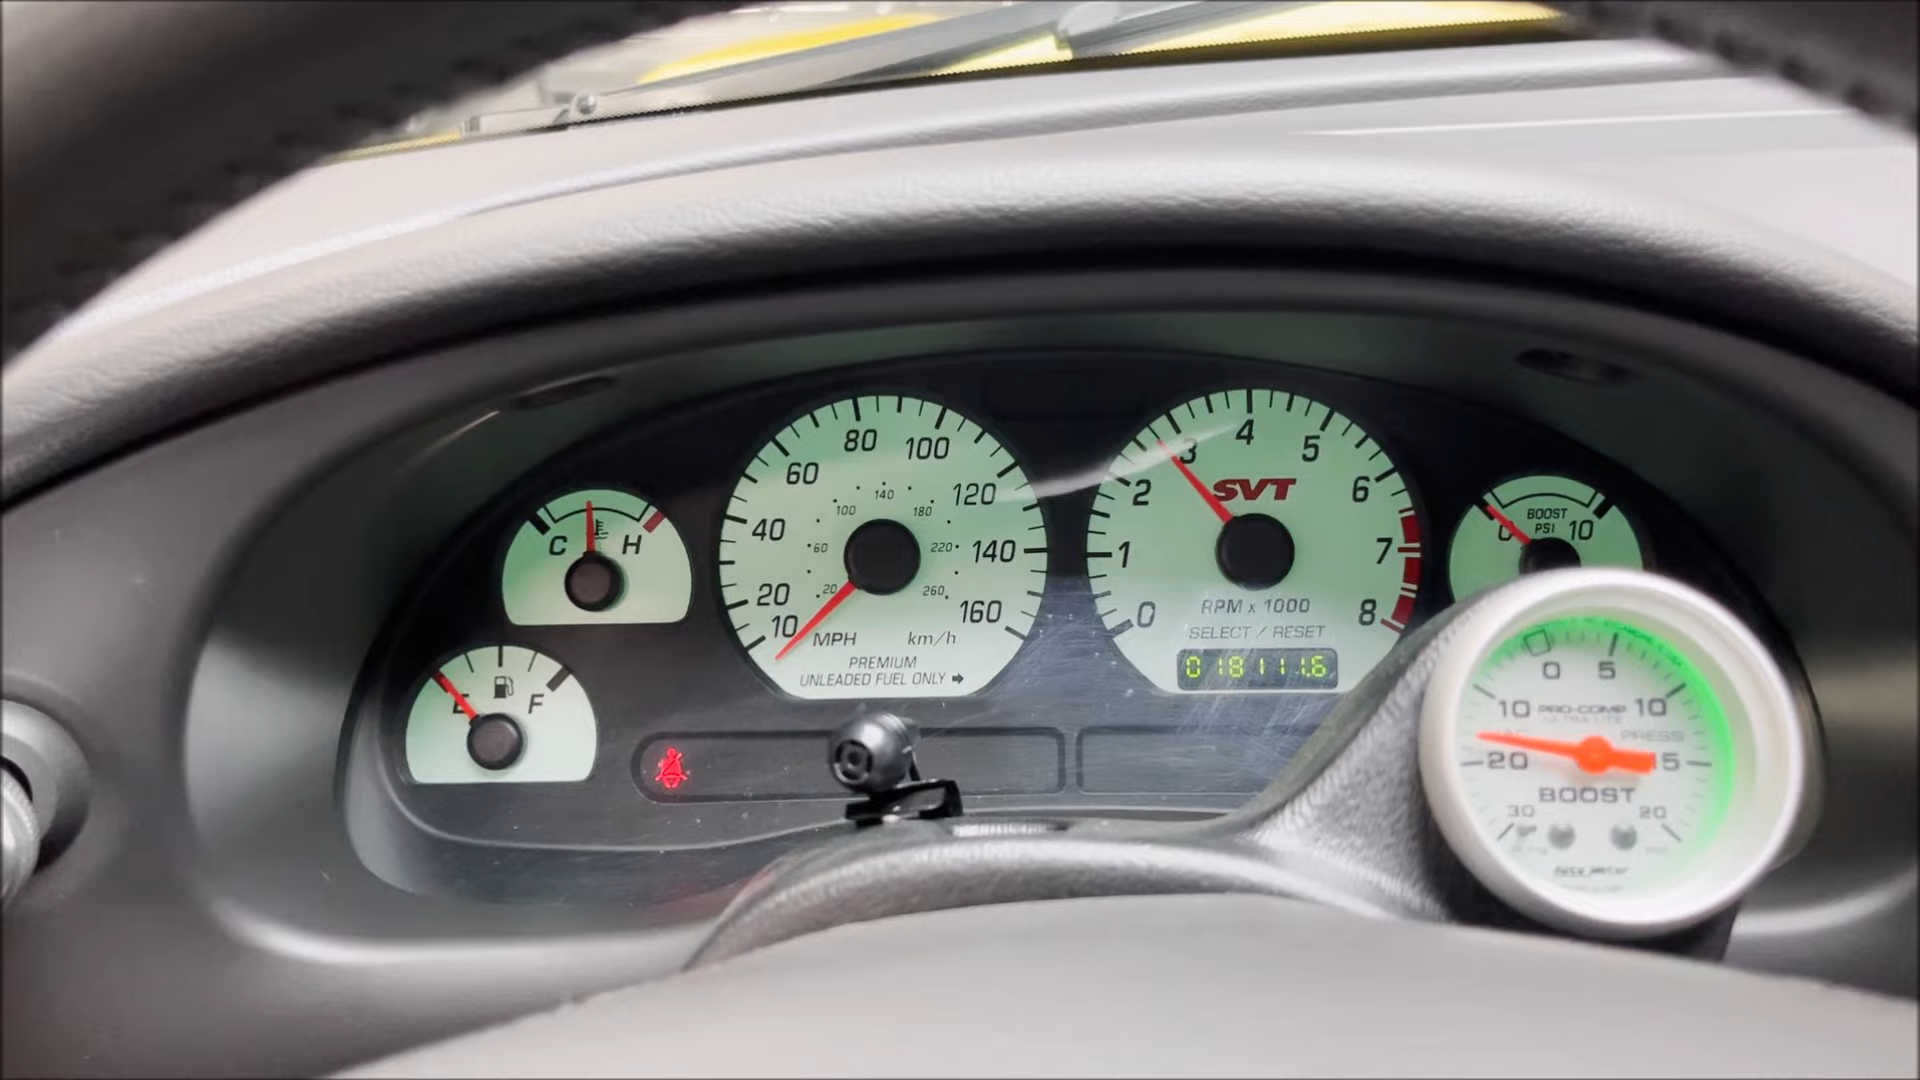 C H
E F
10 20 40 60 80 100 120 140 160
20 60 100 140 180 220 260
MPH km/h
PREMIUM
UNLEADED FUEL ONLY
0 1 2 3 4 5 6 7 8
SVT
RPM x 1000
SELECT / RESET
018111.6
BOOST
PSI
0 10
0 5
10 PRO-COMP 10
ULTRA-LITE
PRESS
20 15
BOOST
30 20
Auto Meter